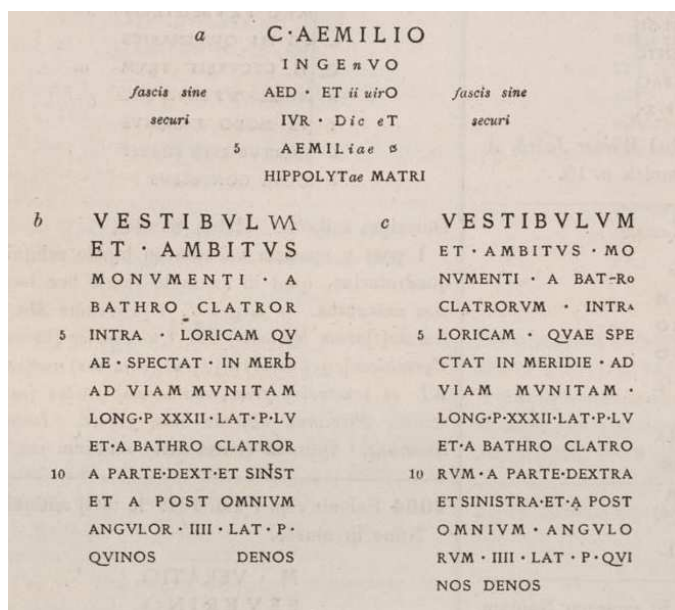 a C·AEMILIO
INGEnVO
fascis sine AED · ET ii uirO fascis sine
securi IVR · Dic eT securi
5 AEMILiae ⌀
HIPPOLYTae MATRI
b VESTIBVLVM
ET · AMBITVS
MONVMENTI · A
BATHRO CLATROR
5 INTRA · LORICAM QV
AE · SPECTAT · IN MERID
AD VIAM MVNITAM
LONG·P XXXII·LAT·P·LV
ET·A BATHRO CLATROR
10 A PARTE·DEXT·ET SINIST
ET A POST OMNIVM
ANGVLOR · IIII · LAT · P ·
QVINOS DENOS
c VESTIBVLVM
ET · AMBITVS · MO
NVMENTI · A BATHRO
CLATRORVM · INTRA
5 LORICAM · QVAE SPE
CTAT IN MERIDIE · AD
VIAM MVNITAM ·
LONG·P·XXXII·LAT·P·LV
ET·A BATHRO CLATRO
10 RVM · A PARTE·DEXTRA
ET SINISTRA·ET·A POST
OMNIVM · ANGVLO
RVM · IIII · LAT · P · QVI
NOS DENOS